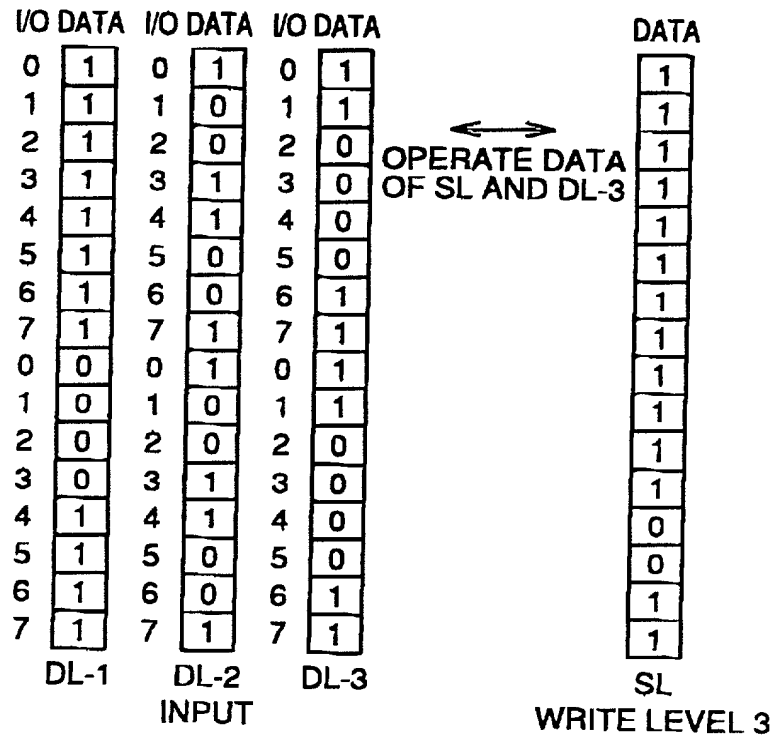 I/O DATA I/O DATA I/O DATA DATA
0 1 0 1 0 1 1
1 1 1 0 1 1 1
2 1 2 0 2 0 1
3 1 3 1 3 0 1
4 1 4 1 4 0 1
5 1 5 0 5 0 1
6 1 6 0 6 1 1
7 1 7 1 7 1 1
0 0 0 1 0 1 1
1 0 1 0 1 1 1
2 0 2 0 2 0 1
3 0 3 1 3 0 1
4 1 4 1 4 0 0
5 1 5 0 5 0 0
6 1 6 0 6 1 1
7 1 7 1 7 1 1
OPERATE DATA
OF SL AND DL-3
DL-1 DL-2 DL-3 SL
INPUT WRITE LEVEL 3